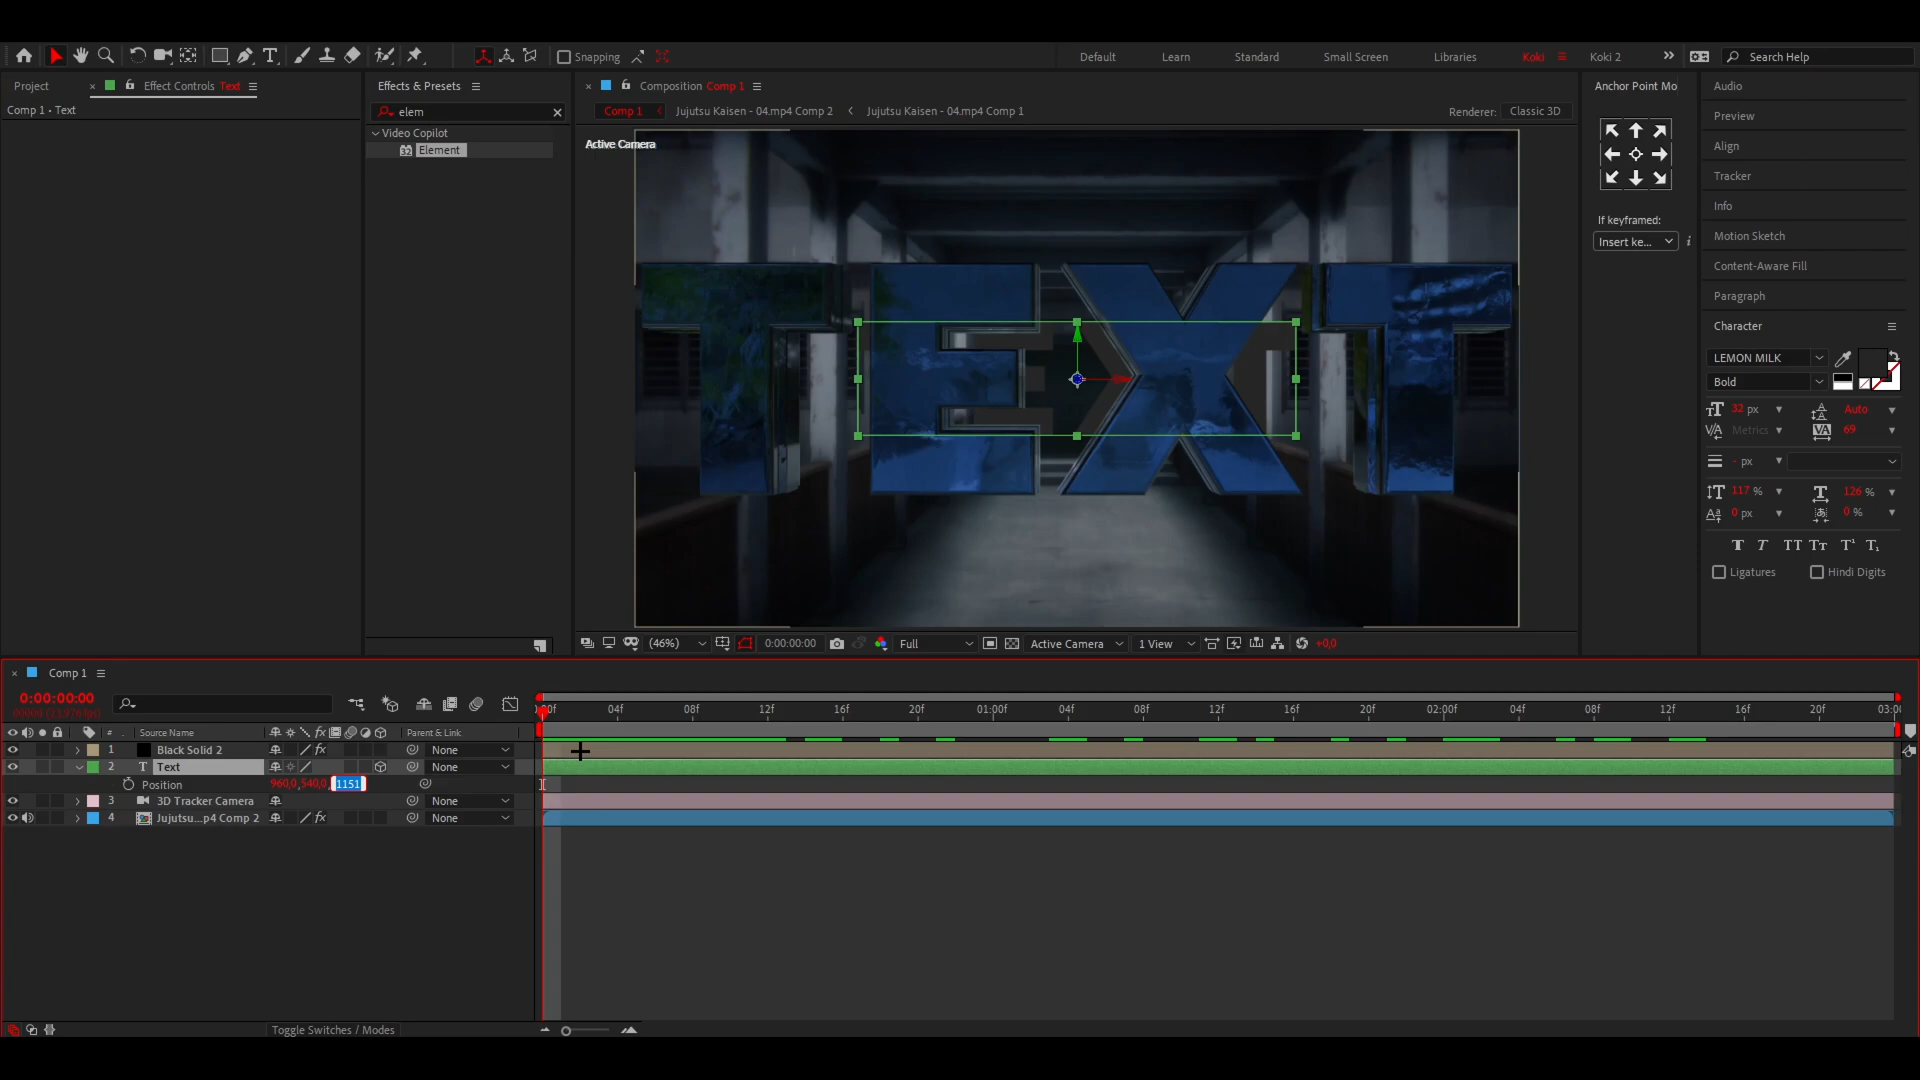 Snapping
Default
Learn
Standard
Small Screen
Libraries
Koki
Koki 2
Search Help
Project
Effect Controls Text
Effects & Presets
Composition Comp 1
Anchor Point Mo
Audio
Comp 1 • Text
elem
Comp 1
Jujutsu Kaisen - 04.mp4 Comp 2
Jujutsu Kaisen - 04.mp4 Comp 1
Renderer:
Classic 3D
Preview
Video Copilot
Element
Active Camera
Align
Tracker
Info
If keyframed:
Insert ke...
Motion Sketch
Content-Aware Fill
Paragraph
Character
TEXT
LEMON MILK
Bold
32 px
Auto
Metrics
69
- px
117 %
126 %
0 px
0 %
T T TT Tt T¹ T₁
Ligatures
Hindi Digits
(46%)
0:00:00:00
Full
Active Camera
1 View
+0,0
Comp 1
0:00:00:00
04f
08f
12f
16f
20f
01:00f
04f
08f
12f
16f
20f
02:00f
04f
08f
12f
16f
20f
# Source Name
Parent & Link
1 Black Solid 2
None
2 Text
None
Position
960,0,540,0,1151
3 3D Tracker Camera
None
4 Jujutsu...p4 Comp 2
None
Toggle Switches / Modes